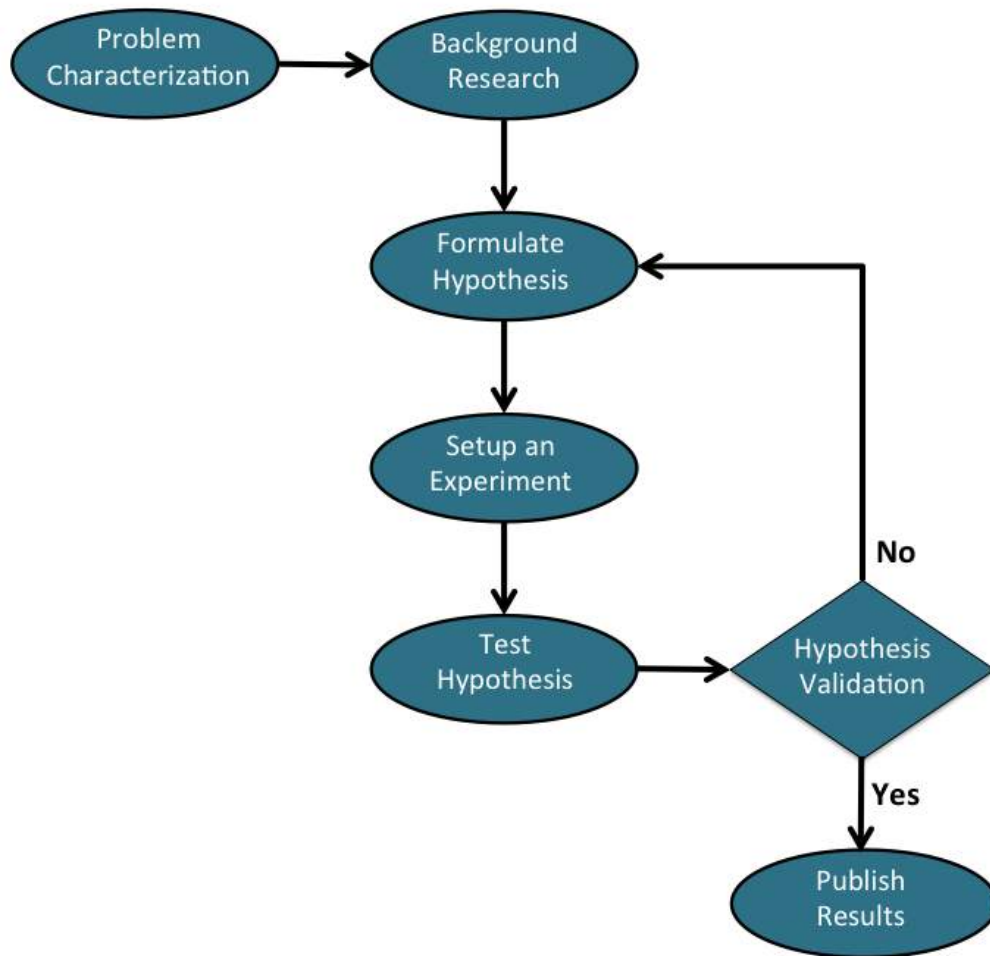 Problem
Characterization
Background
Research
Formulate
Hypothesis
Setup an
Experiment
No
Test
Hypothesis
Hypothesis
Validation
Yes
Publish
Results